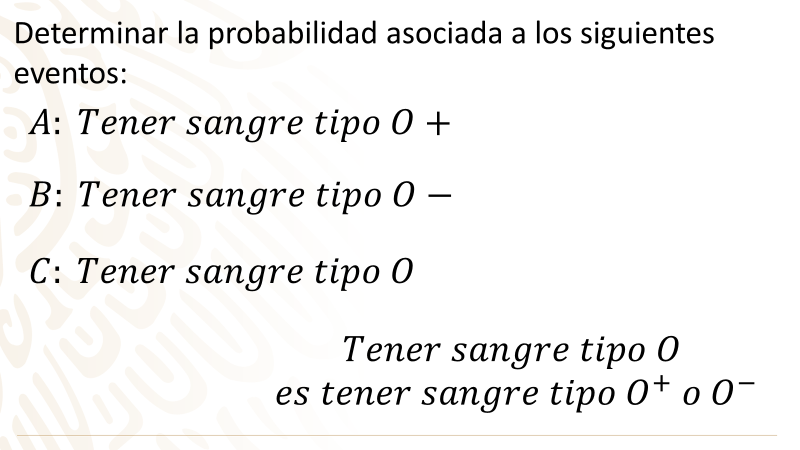 Determinar la probabilidad asociada a los siguientes
eventos:
A: Tener sangre tipo O +
B: Tener sangre tipo O −
C: Tener sangre tipo O
Tener sangre tipo O
es tener sangre tipo O⁺ o O⁻